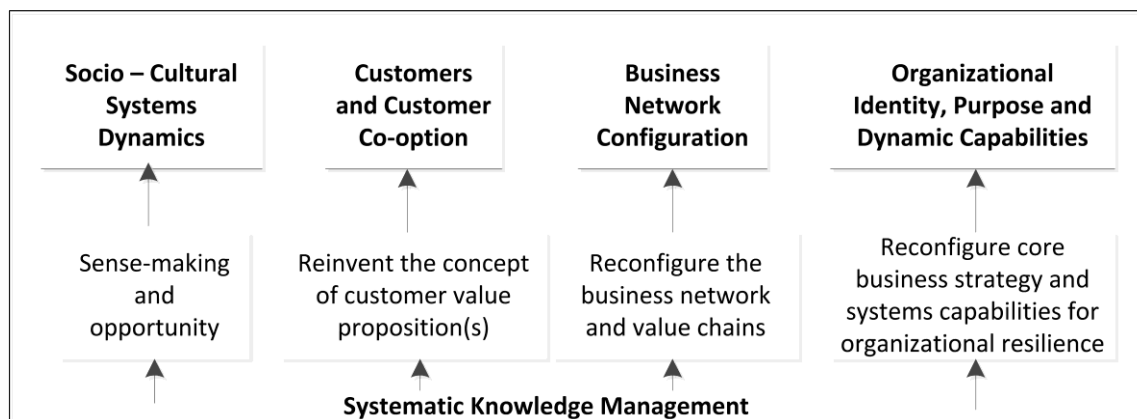 Socio – Cultural
Systems
Dynamics
Customers
and Customer
Co-option
Business
Network
Configuration
Organizational
Identity, Purpose and
Dynamic Capabilities
Sense-making
and
opportunity
Reinvent the concept
of customer value
proposition(s)
Reconfigure the
business network
and value chains
Reconfigure core
business strategy and
systems capabilities for
organizational resilience
Systematic Knowledge Management